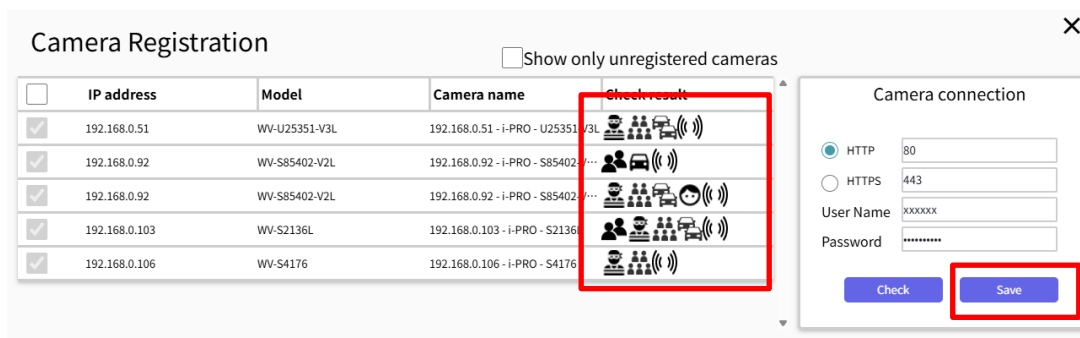 Camera Registration
Show only unregistered cameras
IP address Model Camera name Check result
192.168.0.51 WV-U25351-V3L 192.168.0.51 - i-PRO - U25351-V3L
192.168.0.92 WV-S85402-V2L 192.168.0.92 - i-PRO - S85402-V...
192.168.0.92 WV-S85402-V2L 192.168.0.92 - i-PRO - S85402-V...
192.168.0.103 WV-S2136L 192.168.0.103 - i-PRO - S2136L
192.168.0.106 WV-S4176 192.168.0.106 - i-PRO - S4176
Camera connection
HTTP 80
HTTPS 443
User Name xxxxxx
Password ••••••••••
Check Save